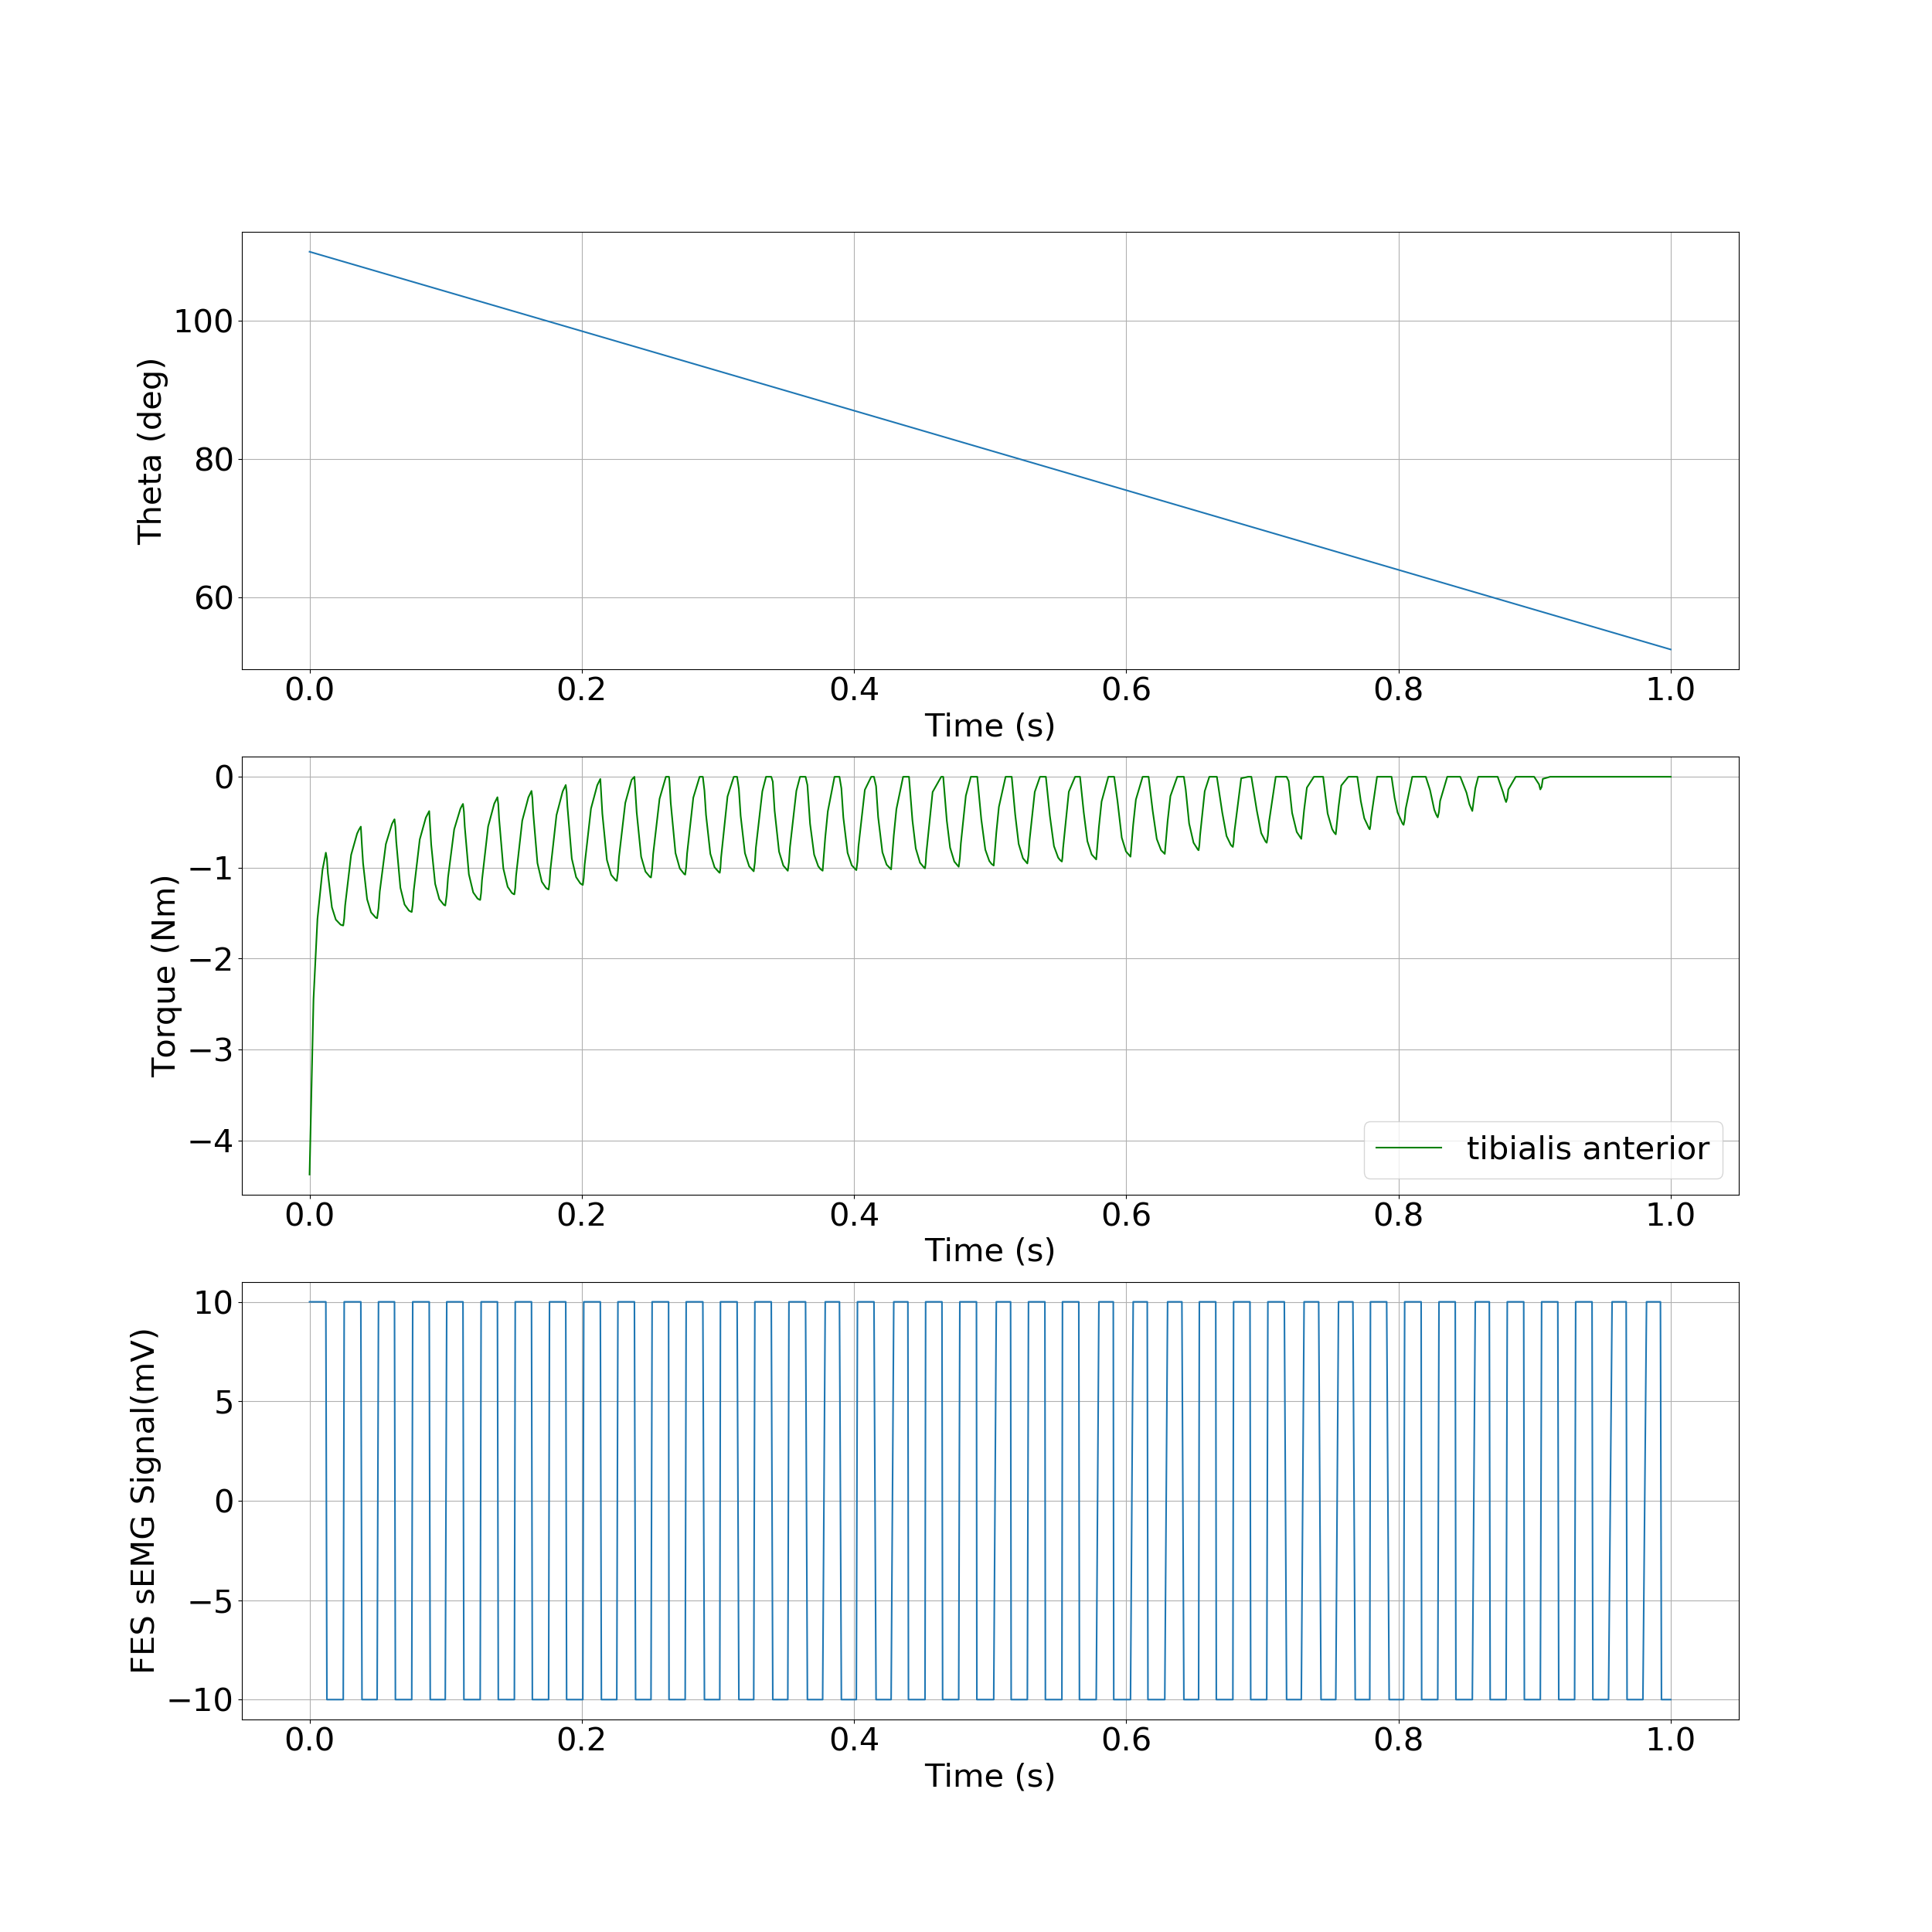 100
80
60
Theta (deg)
0.0 0.2 0.4 0.6 0.8 1.0
Time (s)
0
−1
−2
−3
−4
Torque (Nm)
tibialis anterior
0.0 0.2 0.4 0.6 0.8 1.0
Time (s)
10
5
0
−5
−10
FES sEMG Signal(mV)
0.0 0.2 0.4 0.6 0.8 1.0
Time (s)